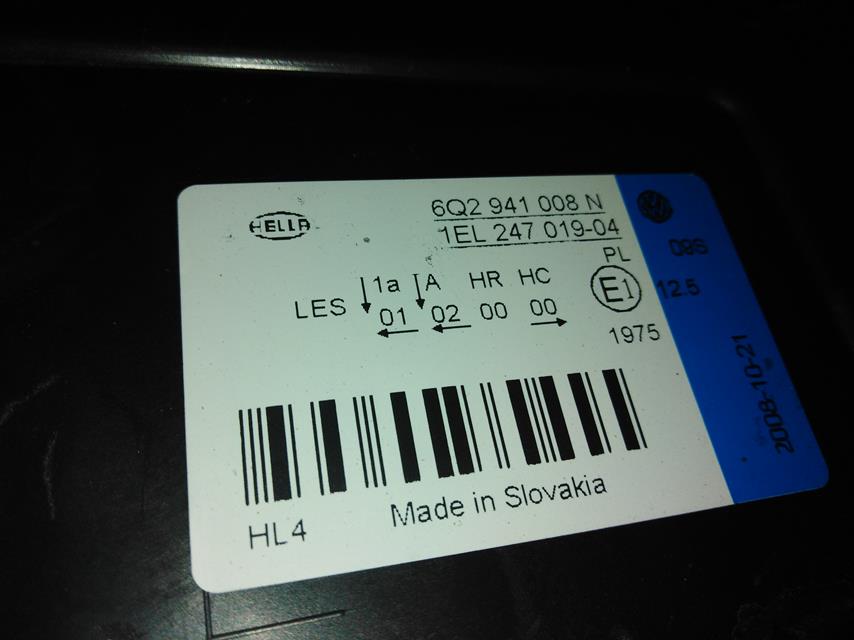 HELLA
6Q2 941 008 N
1EL 247 019-04
PL
LES 1a A HR HC
01 02 00 00
E1
1975
09S
12.5
2008-10-21
HL4
Made in Slovakia